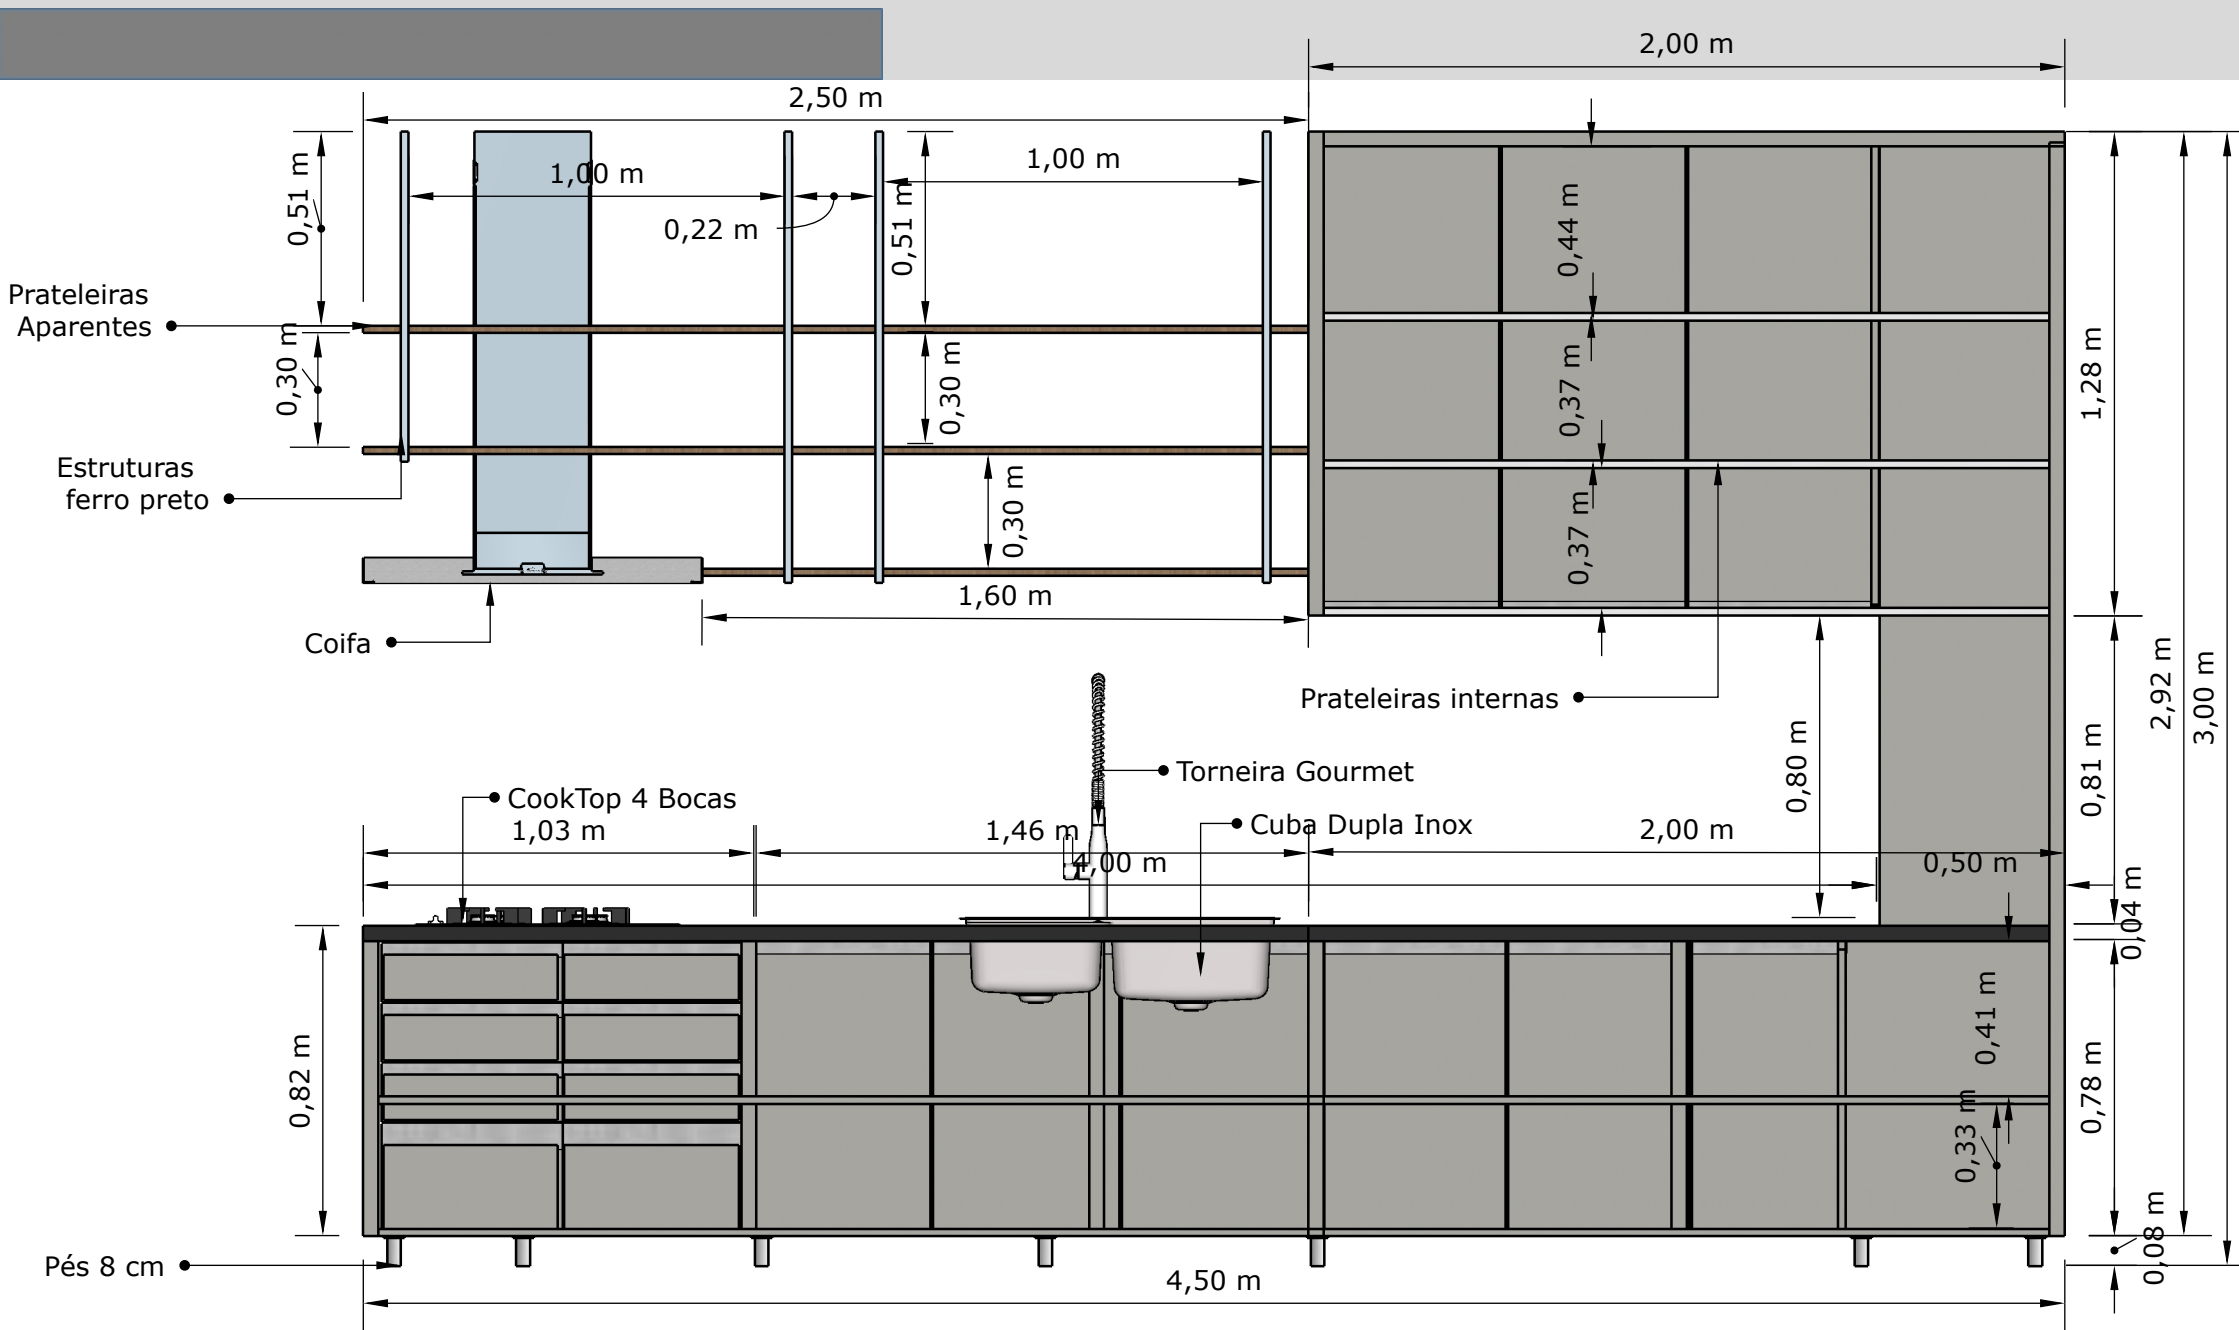 2,00 m
2,50 m
1,00 m
1,00 m
0,51 m
0,22 m
0,51 m
0,44 m
Prateleiras
Aparentes
0,30 m
0,30 m
0,37 m
1,28 m
Estruturas
ferro preto
0,30 m
0,37 m
1,60 m
Coifa
Prateleiras internas
2,92 m
3,00 m
0,80 m
0,81 m
Torneira Gourmet
CookTop 4 Bocas
1,03 m
1,46 m
Cuba Dupla Inox
2,00 m
4,00 m
0,50 m
0,04 m
0,41 m
0,82 m
0,78 m
0,33 m
0,08 m
Pés 8 cm
4,50 m